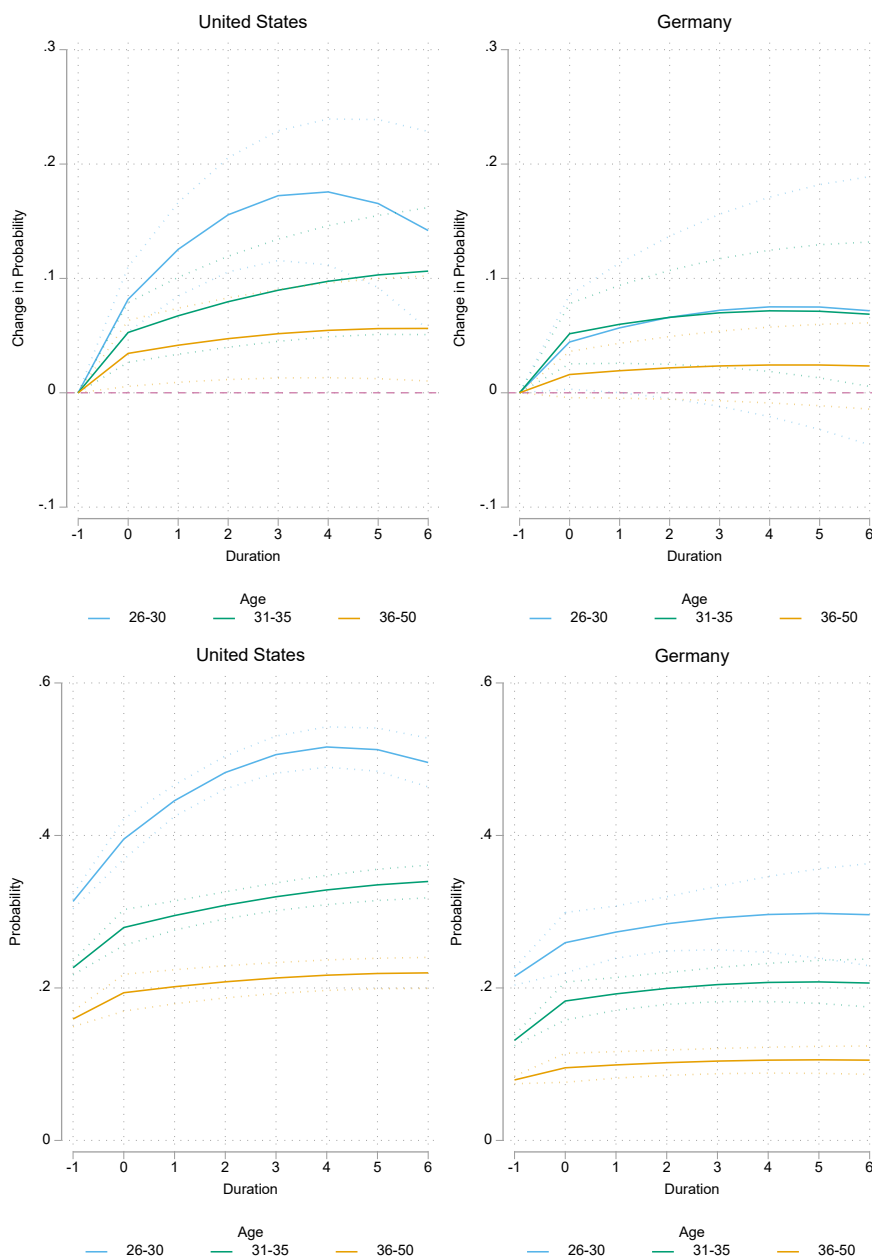 United States
Germany
.3
.2
.1
0
-.1
Change in Probability
-1 0 1 2 3 4 5 6
Duration
.3
.2
.1
0
-.1
Change in Probability
-1 0 1 2 3 4 5 6
Duration
Age
26-30 31-35 36-50
Age
26-30 31-35 36-50
United States
Germany
.6
.4
.2
0
Probability
-1 0 1 2 3 4 5 6
Duration
.6
.4
.2
0
Probability
-1 0 1 2 3 4 5 6
Duration
Age
26-30 31-35 36-50
Age
26-30 31-35 36-50